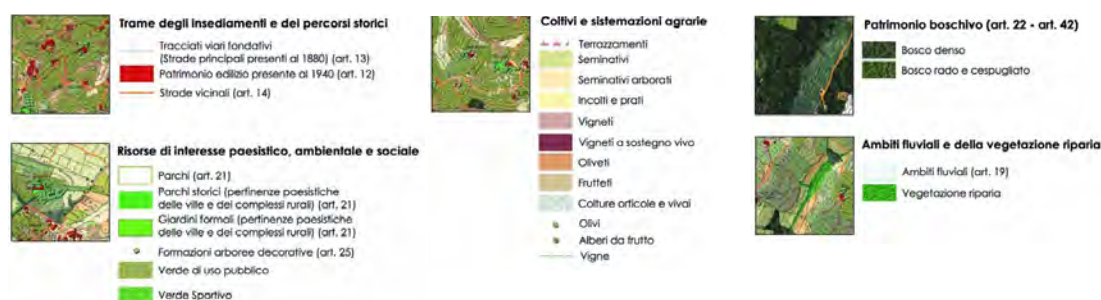 Trame degli insediamenti e dei percorsi storici
Tracciati viari fondativi
(Strade principali presenti al 1880) (art. 13)
Patrimonio edilizio presente al 1940 (art. 12)
Strade vicinali (art. 14)
Risorse di interesse paesistico, ambientale e sociale
Parchi (art. 21)
Parchi storici (pertinenze paesistiche
delle ville e dei complessi rurali) (art. 21)
Giardini formali (pertinenze paesistiche
delle ville e dei complessi rurali) (art. 21)
Formazioni arboree decorative (art. 25)
Verde di uso pubblico
Verde Sportivo
Coltivi e sistemazioni agrarie
Terrazzamenti
Seminativi
Seminativi arborati
Incolti e prati
Vigneti
Vigneti a sostegno vivo
Oliveti
Frutteti
Colture orticole e vivai
Olivi
Alberi da frutto
Vigne
Patrimonio boschivo (art. 22 - art. 42)
Bosco denso
Bosco rado e cespugliato
Ambiti fluviali e della vegetazione riparia
Ambiti fluviali (art. 19)
Vegetazione riparia